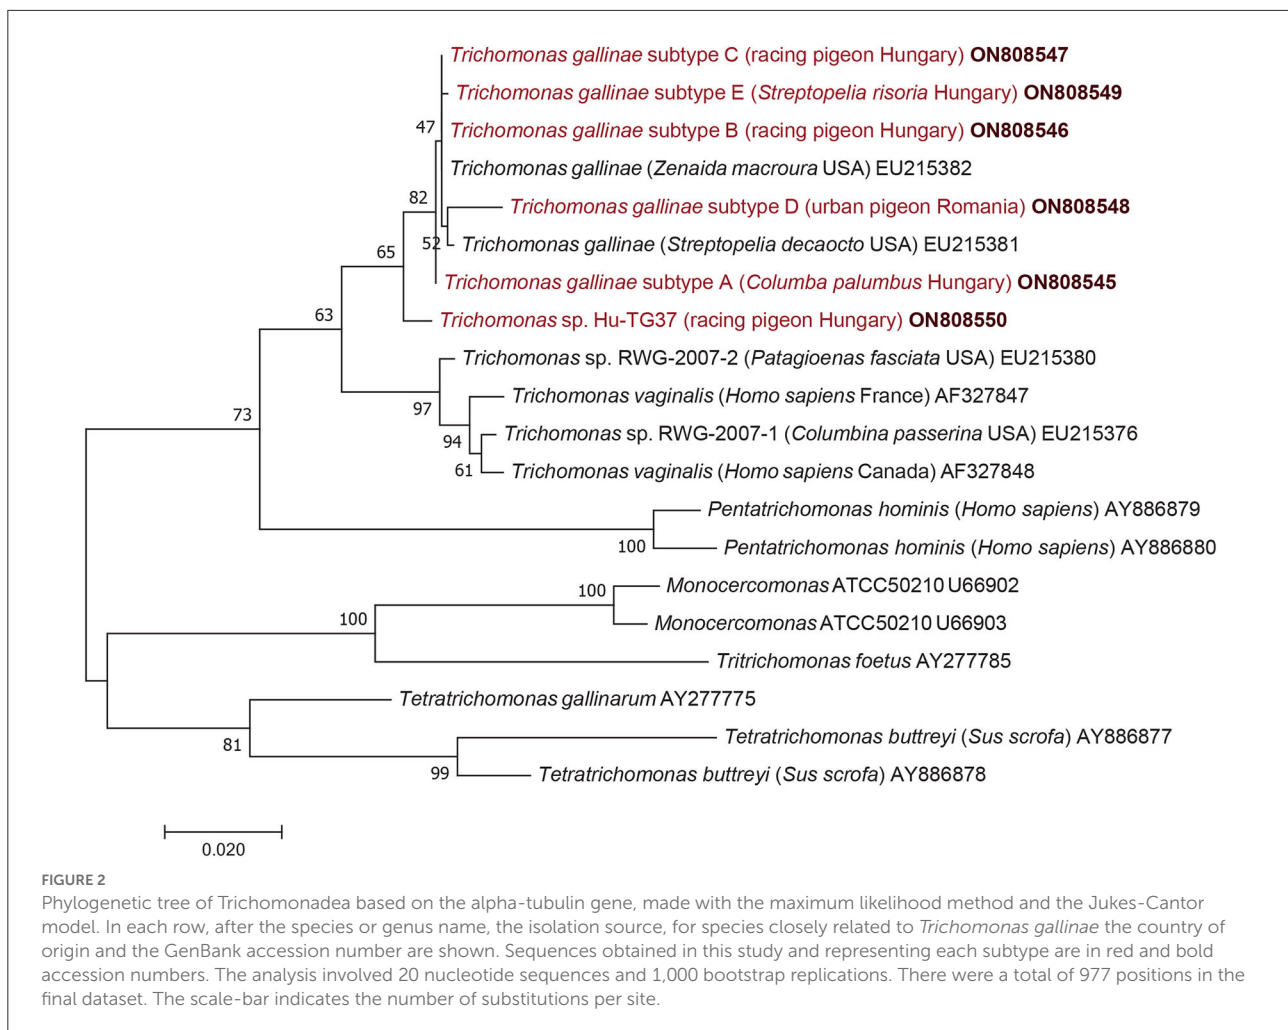 Trichomonas gallinae subtype C (racing pigeon Hungary) ON808547
Trichomonas gallinae subtype E (Streptopelia risoria Hungary) ON808549
47
Trichomonas gallinae subtype B (racing pigeon Hungary) ON808546
Trichomonas gallinae (Zenaida macroura USA) EU215382
82
Trichomonas gallinae subtype D (urban pigeon Romania) ON808548
52
Trichomonas gallinae (Streptopelia decaocto USA) EU215381
65
Trichomonas gallinae subtype A (Columba palumbus Hungary) ON808545
63
Trichomonas sp. Hu-TG37 (racing pigeon Hungary) ON808550
Trichomonas sp. RWG-2007-2 (Patagioenas fasciata USA) EU215380
Trichomonas vaginalis (Homo sapiens France) AF327847
97
73
Trichomonas sp. RWG-2007-1 (Columbina passerina USA) EU215376
94
61
Trichomonas vaginalis (Homo sapiens Canada) AF327848
Pentatrichomonas hominis (Homo sapiens) AY886879
100
Pentatrichomonas hominis (Homo sapiens) AY886880
100
Monocercomonas ATCC50210 U66902
100
Monocercomonas ATCC50210 U66903
Tritrichomonas foetus AY277785
Tetratrichomonas gallinarum AY277775
81
Tetratrichomonas buttreyi (Sus scrofa) AY886877
99
Tetratrichomonas buttreyi (Sus scrofa) AY886878
0.020
FIGURE 2
Phylogenetic tree of Trichomonadea based on the alpha-tubulin gene, made with the maximum likelihood method and the Jukes-Cantor
model. In each row, after the species or genus name, the isolation source, for species closely related to Trichomonas gallinae the country of
origin and the GenBank accession number are shown. Sequences obtained in this study and representing each subtype are in red and bold
accession numbers. The analysis involved 20 nucleotide sequences and 1,000 bootstrap replications. There were a total of 977 positions in the
final dataset. The scale-bar indicates the number of substitutions per site.